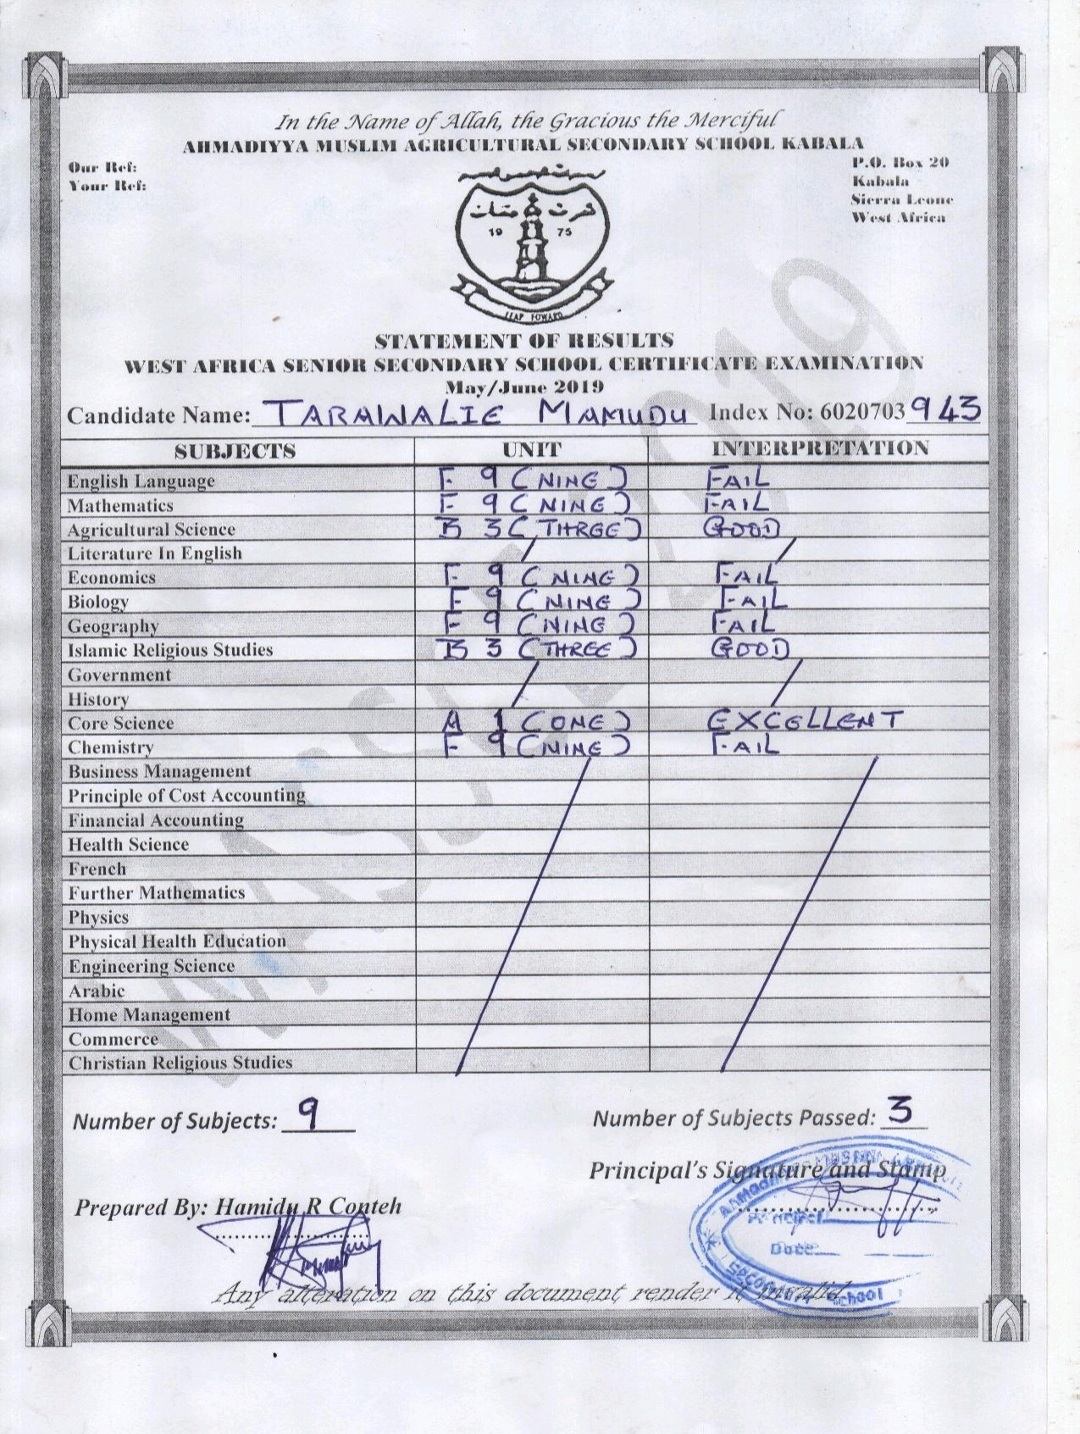 In the Name of Allah, the Gracious the Merciful
AHMADIYYA MUSLIM AGRICULTURAL SECONDARY SCHOOL KABALA
Our Ref:
Your Ref:
P.O. Box 20
Kabala
Sierra Leone
West Africa
19 75
LEAP FOWARD
STATEMENT OF RESULTS
WEST AFRICA SENIOR SECONDARY SCHOOL CERTIFICATE EXAMINATION
May/June 2019
Candidate Name: TARAWALIE MAMUDU Index No: 6020703 943
SUBJECTS UNIT INTERPRETATION
English Language F 9 (NINE) FAIL
Mathematics F 9 (NINE) FAIL
Agricultural Science B 3 (THREE) GOOD
Literature In English
Economics F 9 (NINE) FAIL
Biology F 9 (NINE) FAIL
Geography F 9 (NINE) FAIL
Islamic Religious Studies B 3 (THREE) GOOD
Government
History
Core Science A 1 (ONE) EXCELLENT
Chemistry F 9 (NINE) FAIL
Business Management
Principle of Cost Accounting
Financial Accounting
Health Science
French
Further Mathematics
Physics
Physical Health Education
Engineering Science
Arabic
Home Management
Commerce
Christian Religious Studies
Number of Subjects: 9
Number of Subjects Passed: 3
Principal's Signature and Stamp
Prepared By: Hamidu R Conteh
Principal
Date
Secondary School
Any alteration on this document render it invalid